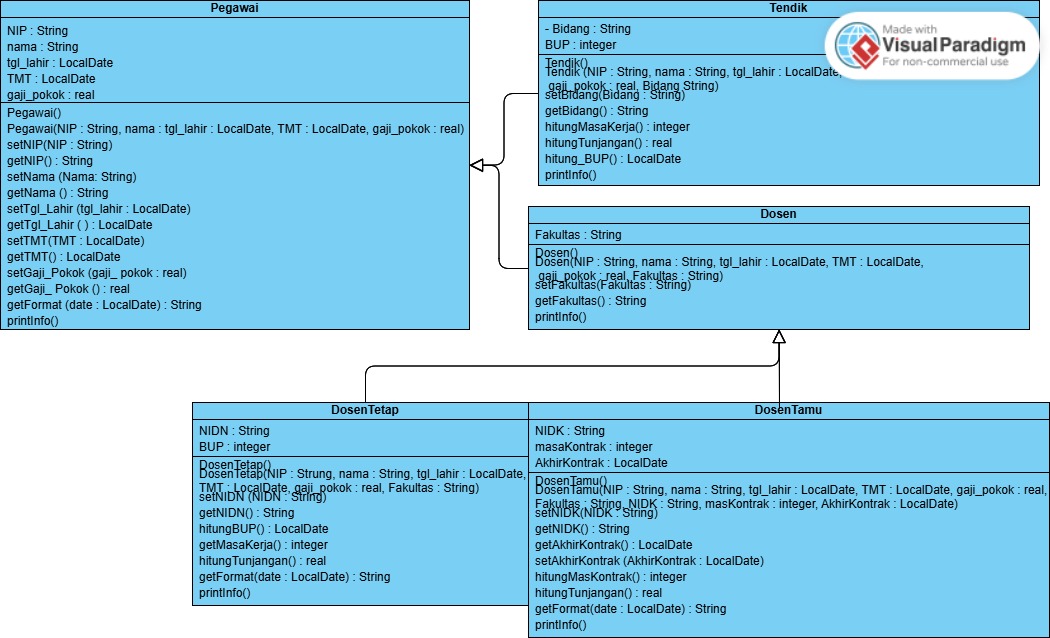 Pegawai
NIP : String
nama : String
tgl_lahir : LocalDate
TMT : LocalDate
gaji_pokok : real
Pegawai()
Pegawai(NIP : String, nama : tgl_lahir : LocalDate, TMT : LocalDate, gaji_pokok : real)
setNIP(NIP : String)
getNIP() : String
setNama (Nama: String)
getNama () : String
setTgl_Lahir (tgl_lahir : LocalDate)
getTgl_Lahir ( ) : LocalDate
setTMT(TMT : LocalDate)
getTMT() : LocalDate
setGaji_Pokok (gaji_ pokok : real)
getGaji_ Pokok () : real
getFormat (date : LocalDate) : String
printInfo()
Tendik
- Bidang : String
BUP : integer
Tendik()
Tendik (NIP : String, nama : String, tgl_lahir : LocalDate,
gaji_pokok : real, Bidang String)
setBidang(Bidang : String)
getBidang() : String
hitungMasaKerja() : integer
hitungTunjangan() : real
hitung_BUP() : LocalDate
printInfo()
Made with
Visual Paradigm
For non-commercial use
Dosen
Fakultas : String
Dosen()
Dosen(NIP : String, nama : String, tgl_lahir : LocalDate, TMT : LocalDate,
gaji_pokok : real, Fakultas : String)
setFakultas(Fakultas : String)
getFakultas() : String
printInfo()
DosenTetap
NIDN : String
BUP : integer
DosenTetap()
DosenTetap(NIP : Strung, nama : String, tgl_lahir : LocalDate,
TMT : LocalDate, gaji_pokok : real, Fakultas : String)
setNIDN (NIDN : String)
getNIDN() : String
hitungBUP() : LocalDate
getMasaKerja() : integer
hitungTunjangan() : real
getFormat(date : LocalDate) : String
printInfo()
DosenTamu
NIDK : String
masaKontrak : integer
AkhirKontrak : LocalDate
DosenTamu()
DosenTamu(NIP : String, nama : String, tgl_lahir : LocalDate, TMT : LocalDate, gaji_pokok : real,
Fakultas : String, NIDK : String, masKontrak : integer, AkhirKontrak : LocalDate)
setNIDK(NIDK : String)
getNIDK() : String
getAkhirKontrak() : LocalDate
setAkhirKontrak (AkhirKontrak : LocalDate)
hitungMasKontrak() : integer
hitungTunjangan() : real
getFormat(date : LocalDate) : String
printInfo()